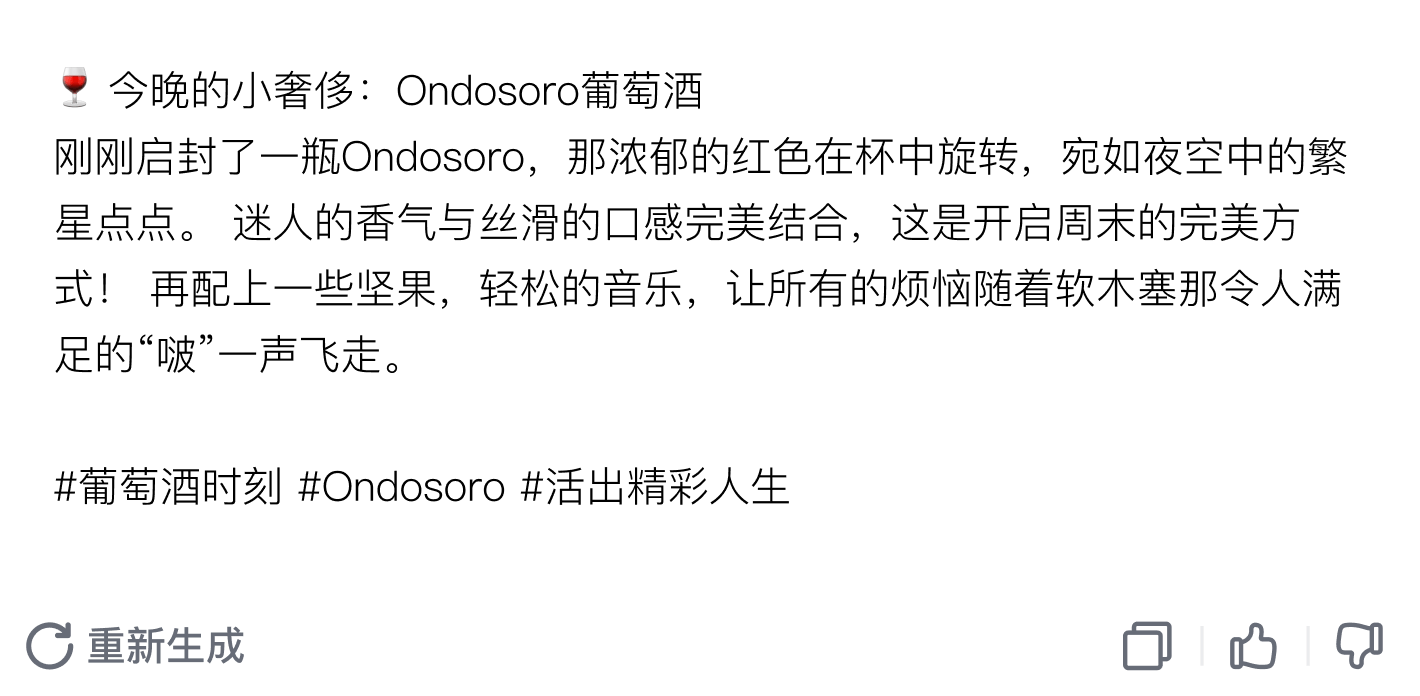 🍷 今晚的小奢侈：Ondosoro葡萄酒
刚刚启封了一瓶Ondosoro，那浓郁的红色在杯中旋转，宛如夜空中的繁
星点点。 迷人的香气与丝滑的口感完美结合，这是开启周末的完美方
式！ 再配上一些坚果，轻松的音乐，让所有的烦恼随着软木塞那令人满
足的“啵”一声飞走。
#葡萄酒时刻 #Ondosoro #活出精彩人生
重新生成